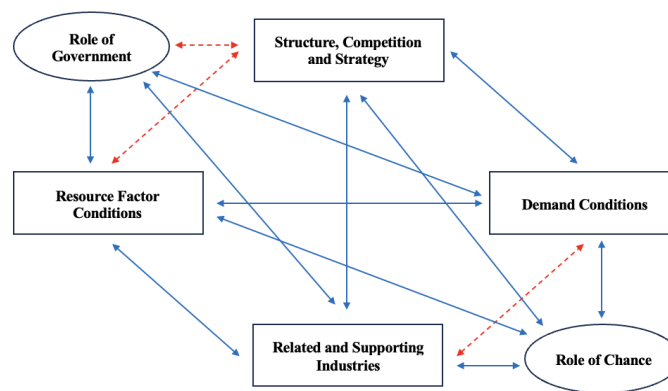 Role of
Government
Structure, Competition
and Strategy
Resource Factor
Conditions
Demand Conditions
Related and Supporting
Industries
Role of Chance